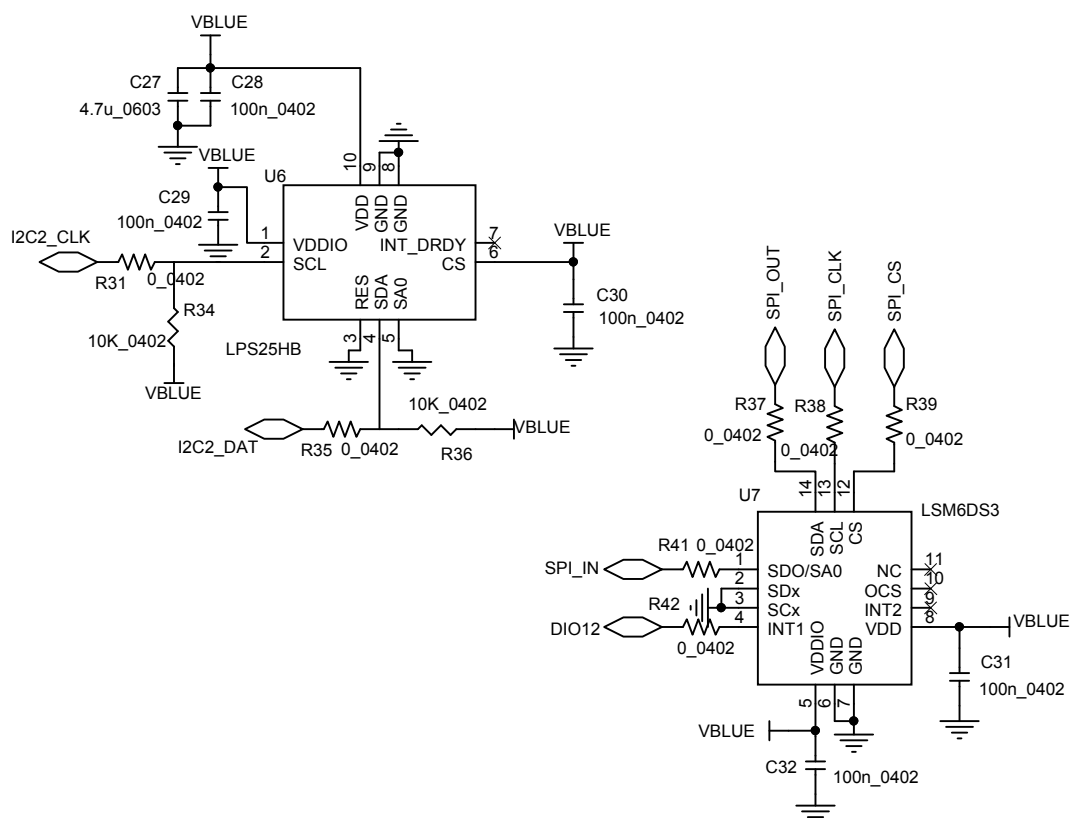 VBLUE
C27
C28
4.7u_0603
100n_0402
VBLUE
10
9
8
U6
C29
100n_0402
I2C2_CLK
1
2
VDDIO
SCL
VDD
GND
GND
INT_DRDY
CS
7
6
VBLUE
R31
0_0402
R34
10K_0402
VBLUE
RES
SDA
SA0
3
4
5
LPS25HB
C30
100n_0402
10K_0402
I2C2_DAT
R35
0_0402
R36
VBLUE
SPI_OUT
SPI_CLK
SPI_CS
R37
0_0402
R38
0_0402
R39
0_0402
14
13
12
U7
LSM6DS3
SDA
SCL
CS
SPI_IN
R41 0_0402
1
2
3
4
SDO/SA0
SDx
SCx
INT1
NC
OCS
INT2
VDD
11
10
9
8
R42
DIO12
0_0402
VBLUE
VDDIO
GND
GND
5
6
7
C31
100n_0402
VBLUE
C32
100n_0402